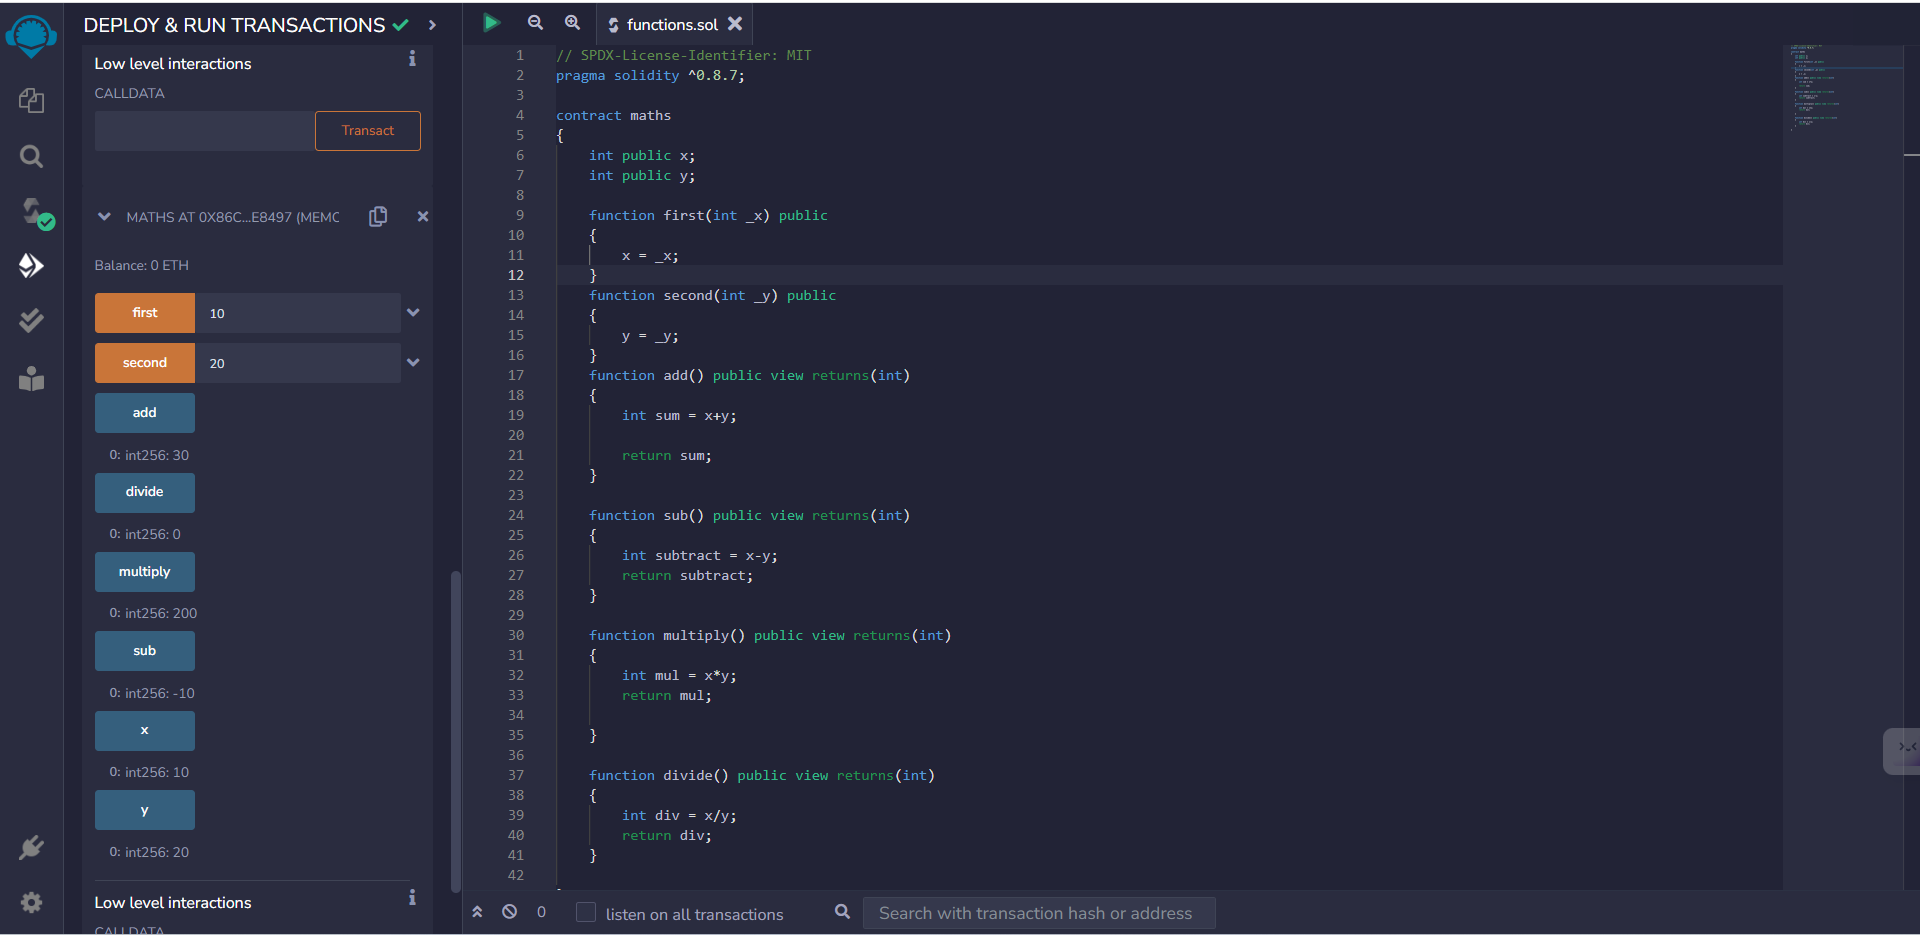 DEPLOY & RUN TRANSACTIONS
Low level interactions
CALLDATA
Transact
MATHS AT 0X86C...E8497 (MEMC
Balance: 0 ETH
first 10
second 20
add
0: int256: 30
divide
0: int256: 0
multiply
0: int256: 200
sub
0: int256: -10
x
0: int256: 10
y
0: int256: 20
Low level interactions
CALLDATA
functions.sol
1 // SPDX-License-Identifier: MIT
2 pragma solidity ^0.8.7;
3
4 contract maths
5 {
6 int public x;
7 int public y;
8
9 function first(int _x) public
10 {
11 x = _x;
12 }
13 function second(int _y) public
14 {
15 y = _y;
16 }
17 function add() public view returns(int)
18 {
19 int sum = x+y;
20
21 return sum;
22 }
23
24 function sub() public view returns(int)
25 {
26 int subtract = x-y;
27 return subtract;
28 }
29
30 function multiply() public view returns(int)
31 {
32 int mul = x*y;
33 return mul;
34
35 }
36
37 function divide() public view returns(int)
38 {
39 int div = x/y;
40 return div;
41 }
42
0 listen on all transactions Search with transaction hash or address